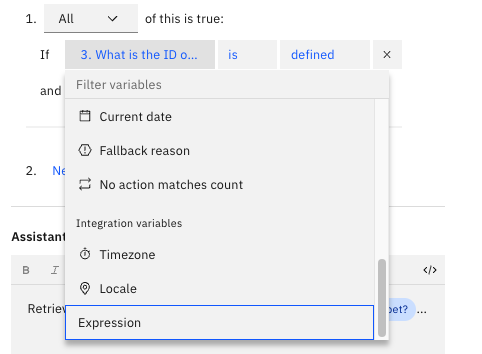 1. All of this is true:
If 3. What is the ID o... is defined ×
Filter variables
and
Current date
Fallback reason
No action matches count
2. Ne
Integration variables
Assistant
Timezone
B I </>
Locale
Retriev bet? ...
Expression